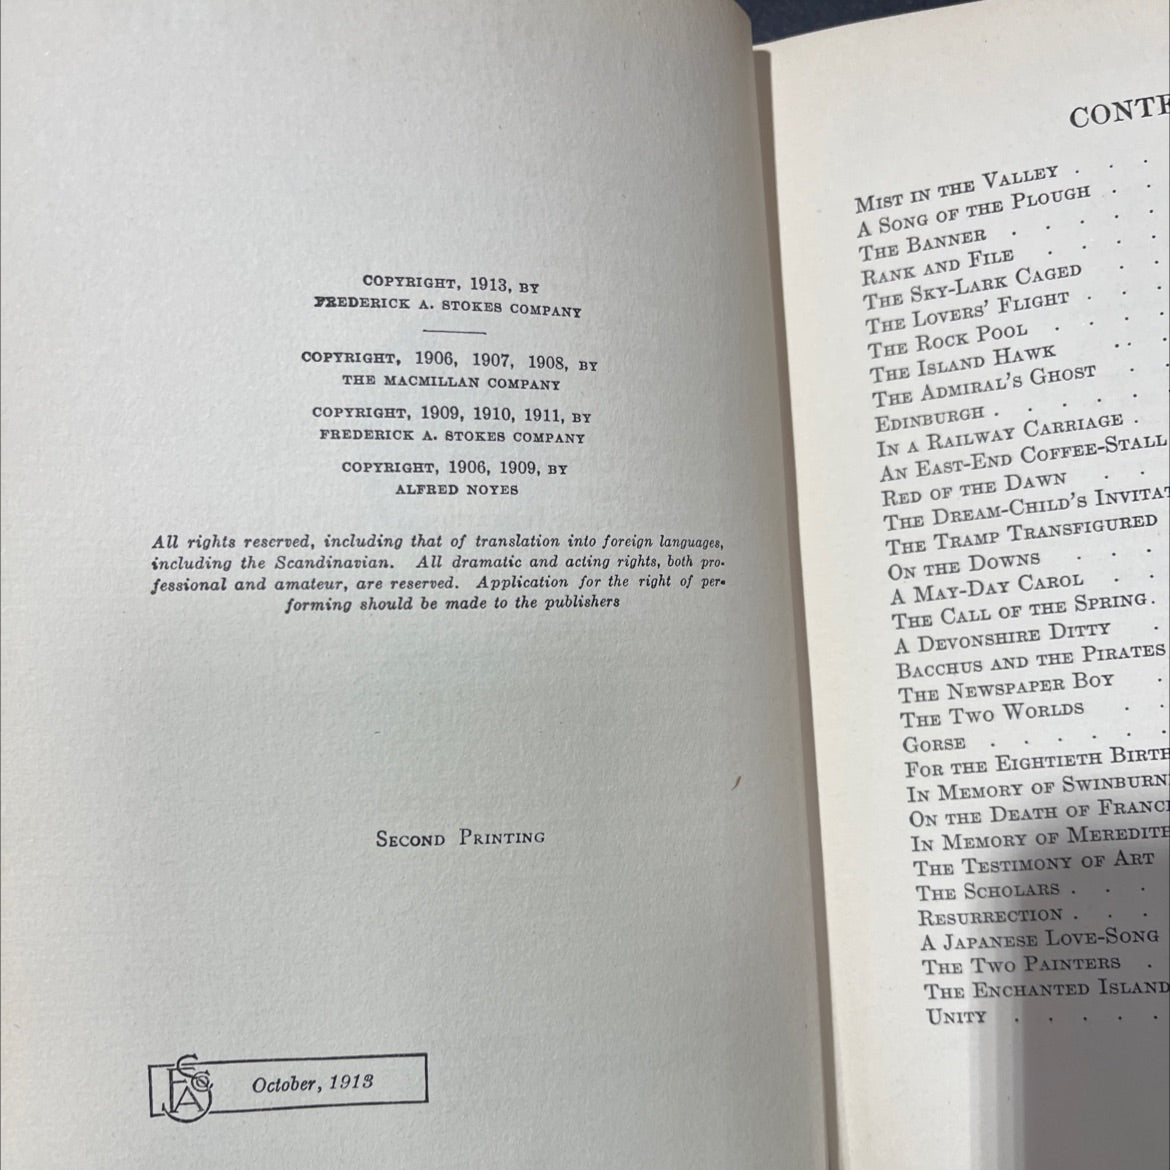 COPYRIGHT, 1913, BY
FREDERICK A. STOKES COMPANY
COPYRIGHT, 1906, 1907, 1908, BY
THE MACMILLAN COMPANY
COPYRIGHT, 1909, 1910, 1911, BY
FREDERICK A. STOKES COMPANY
COPYRIGHT, 1906, 1909, BY
ALFRED NOYES
All rights reserved, including that of translation into foreign languages,
including the Scandinavian. All dramatic and acting rights, both pro-
fessional and amateur, are reserved. Application for the right of per-
forming should be made to the publishers
SECOND PRINTING
October, 1913
CONTE
MIST IN THE VALLEY . . .
A SONG OF THE PLOUGH . .
THE BANNER . . . . .
RANK AND FILE . . . .
THE SKY-LARK CAGED . .
THE LOVERS' FLIGHT . . .
THE ROCK POOL . . . .
THE ISLAND HAWK . . .
THE ADMIRAL'S GHOST . .
EDINBURGH . . . . . .
IN A RAILWAY CARRIAGE .
AN EAST-END COFFEE-STALL
RED OF THE DAWN . .
THE DREAM-CHILD'S INVITAT
THE TRAMP TRANSFIGURED
ON THE DOWNS . . .
A MAY-DAY CAROL . .
THE CALL OF THE SPRING .
A DEVONSHIRE DITTY .
BACCHUS AND THE PIRATES
THE NEWSPAPER BOY .
THE TWO WORLDS . .
GORSE . . . . . .
FOR THE EIGHTIETH BIRTH
IN MEMORY OF SWINBURN
ON THE DEATH OF FRANCI
IN MEMORY OF MEREDITH
THE TESTIMONY OF ART
THE SCHOLARS . . .
RESURRECTION . . .
A JAPANESE LOVE-SONG
THE TWO PAINTERS .
THE ENCHANTED ISLAND
UNITY . . . . .